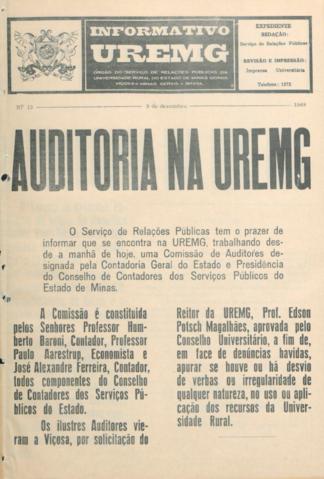 INFORMATIVO
UREMG
ÓRGÃO DO SERVIÇO DE RELAÇÕES PÚBLICAS DA
UNIVERSIDADE RURAL DO ESTADO DE MINAS GERAIS
VIÇOSA - MINAS GERAIS - BRASIL
EXPEDIENTE
REDAÇÃO:
Serviço de Relações Públicas
REVISÃO E IMPRESSÃO:
Imprensa Universitária
Telefone: 1275
Nº 13 3 de dezembro 1968
AUDITORIA NA UREMG
O Serviço de Relações Públicas tem o prazer de
informar que se encontra na UREMG, trabalhando des-
de a manhã de hoje, uma Comissão de Auditores de-
signada pela Contadoria Geral do Estado e Presidência
do Conselho de Contadores dos Serviços Públicos do
Estado de Minas.
A Comissão é constituída
pelos Senhores Professor Hum-
berto Baroni, Contador, Professor
Paulo Aarestrup, Economista e
José Alexandre Ferreira, Contador,
todos componentes do Conselho
de Contadores dos Serviços Pú-
blicos do Estado.
Os ilustres Auditores vie-
ram a Viçosa, por solicitação do
Reitor da UREMG, Prof. Edson
Potsch Magalhães, aprovada pelo
Conselho Universitário, a fim de,
em face de denúncias havidas,
apurar se houve ou há desvio
de verbas ou irregularidade de
qualquer natureza, no uso ou apli-
cação dos recursos da Univer-
sidade Rural.